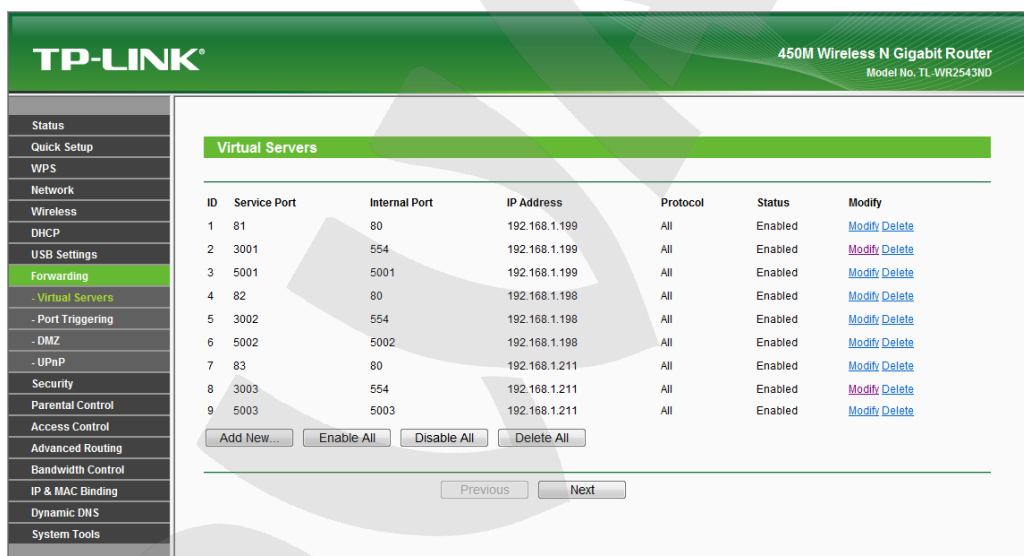 TP-LINK®
450M Wireless N Gigabit Router
Model No. TL-WR2543ND
Status
Quick Setup
WPS
Network
Wireless
DHCP
USB Settings
Forwarding
- Virtual Servers
- Port Triggering
- DMZ
- UPnP
Security
Parental Control
Access Control
Advanced Routing
Bandwidth Control
IP & MAC Binding
Dynamic DNS
System Tools
Virtual Servers
ID Service Port Internal Port IP Address Protocol Status Modify
1 81 80 192.168.1.199 All Enabled Modify Delete
2 3001 554 192.168.1.199 All Enabled Modify Delete
3 5001 5001 192.168.1.199 All Enabled Modify Delete
4 82 80 192.168.1.198 All Enabled Modify Delete
5 3002 554 192.168.1.198 All Enabled Modify Delete
6 5002 5002 192.168.1.198 All Enabled Modify Delete
7 83 80 192.168.1.211 All Enabled Modify Delete
8 3003 554 192.168.1.211 All Enabled Modify Delete
9 5003 5003 192.168.1.211 All Enabled Modify Delete
Add New... Enable All Disable All Delete All
Previous Next